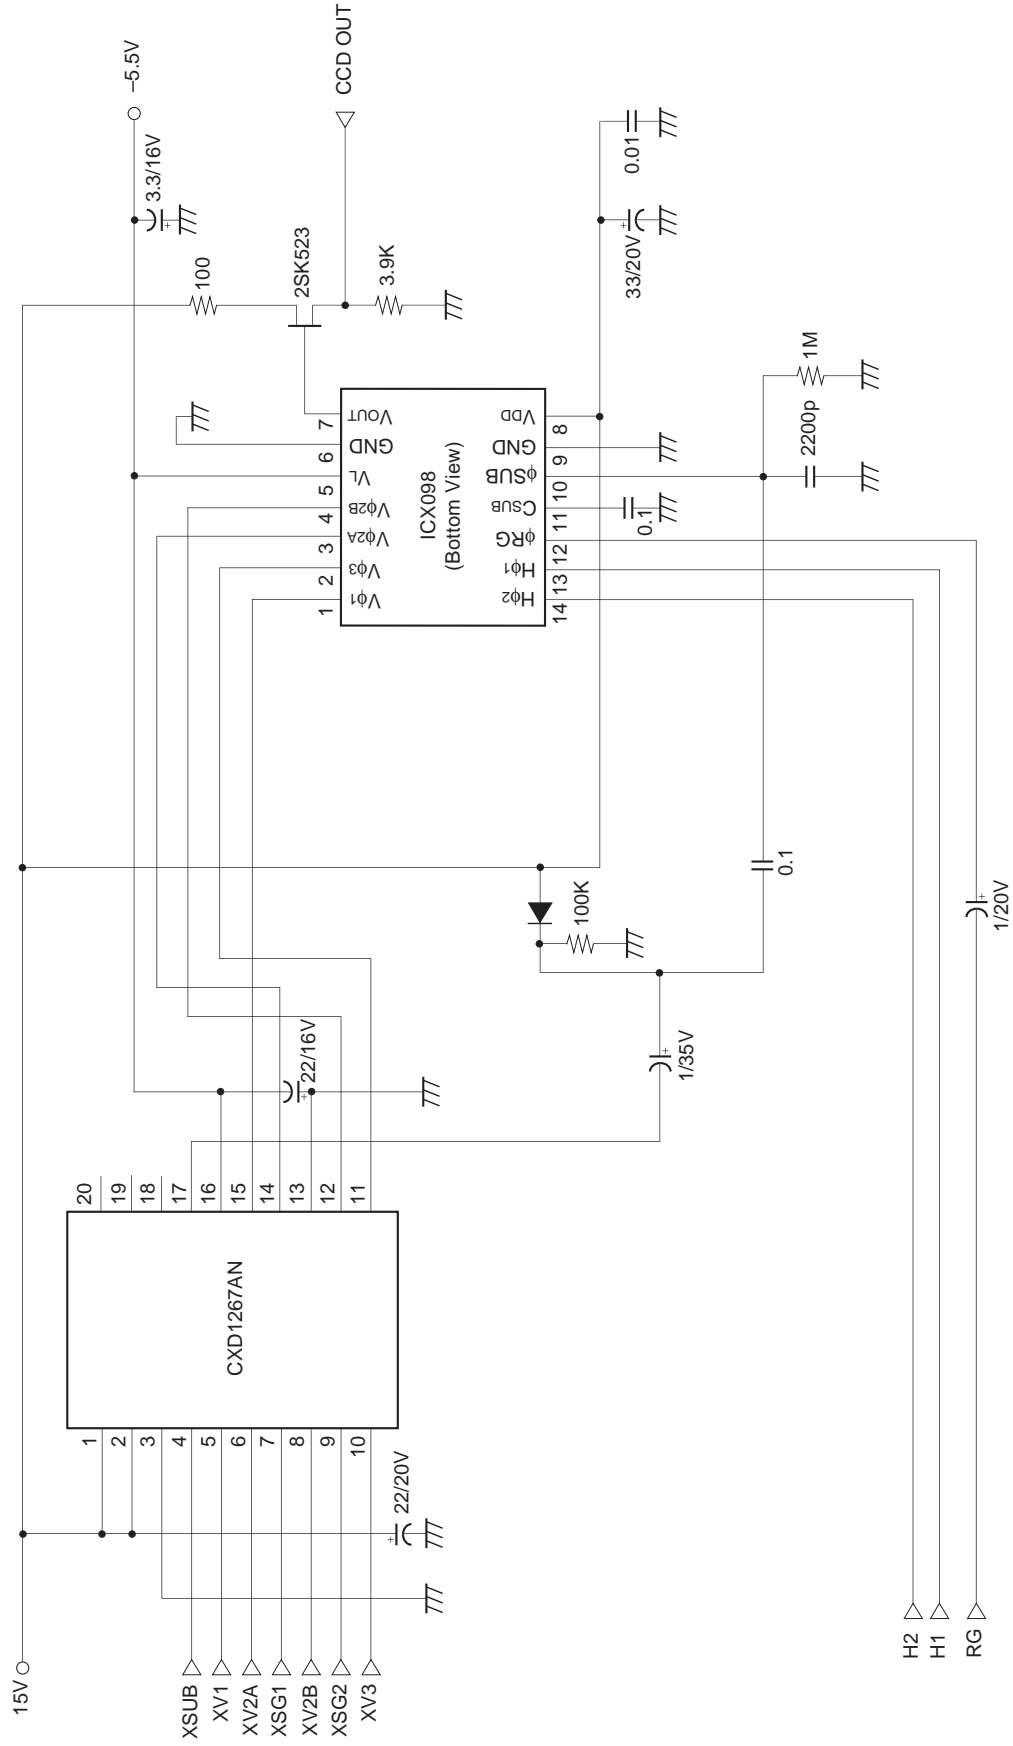 15V
XSUB
XV1
XV2A
XSG1
XV2B
XSG2
XV3
22/20V
1
2
3
4
5
6
7
8
9
10
CXD1267AN
20
19
18
17
16
15
14
13
12
11
22/16V
1/35V
100K
0.1
1/20V
H2
H1
RG
–5.5V
3.3/16V
100
2SK523
CCD OUT
3.9K
ICX098
(Bottom View)
1
2
3
4
5
6
7
Vϕ1
Vϕ3
Vϕ2A
Vϕ2B
VL
GND
VOUT
VDD
GND
ϕSUB
CSUB
ϕRG
Hϕ1
Hϕ2
8
9
10
11
12
13
14
0.1
33/20V
0.01
1M
2200p